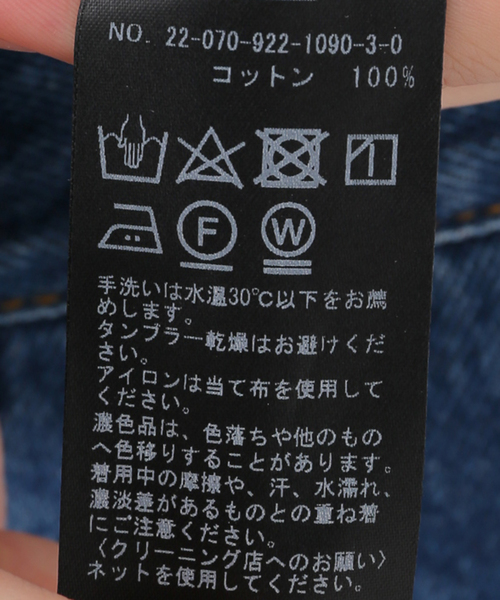 NO. 22-070-922-1090-3-0
コットン 100%
F
W
手洗いは水温30℃以下をお薦
めします。
タンブラー乾燥はお避けくだ
さい。
アイロンは当て布を使用して
ください。
濃色品は、色落ちや他のもの
へ色移りすることがあります。
着用中の摩擦や、汗、水濡れ、
濃淡差があるものとの重ね着
にご注意ください。
〈クリーニング店へのお願い〉
ネットを使用してください。